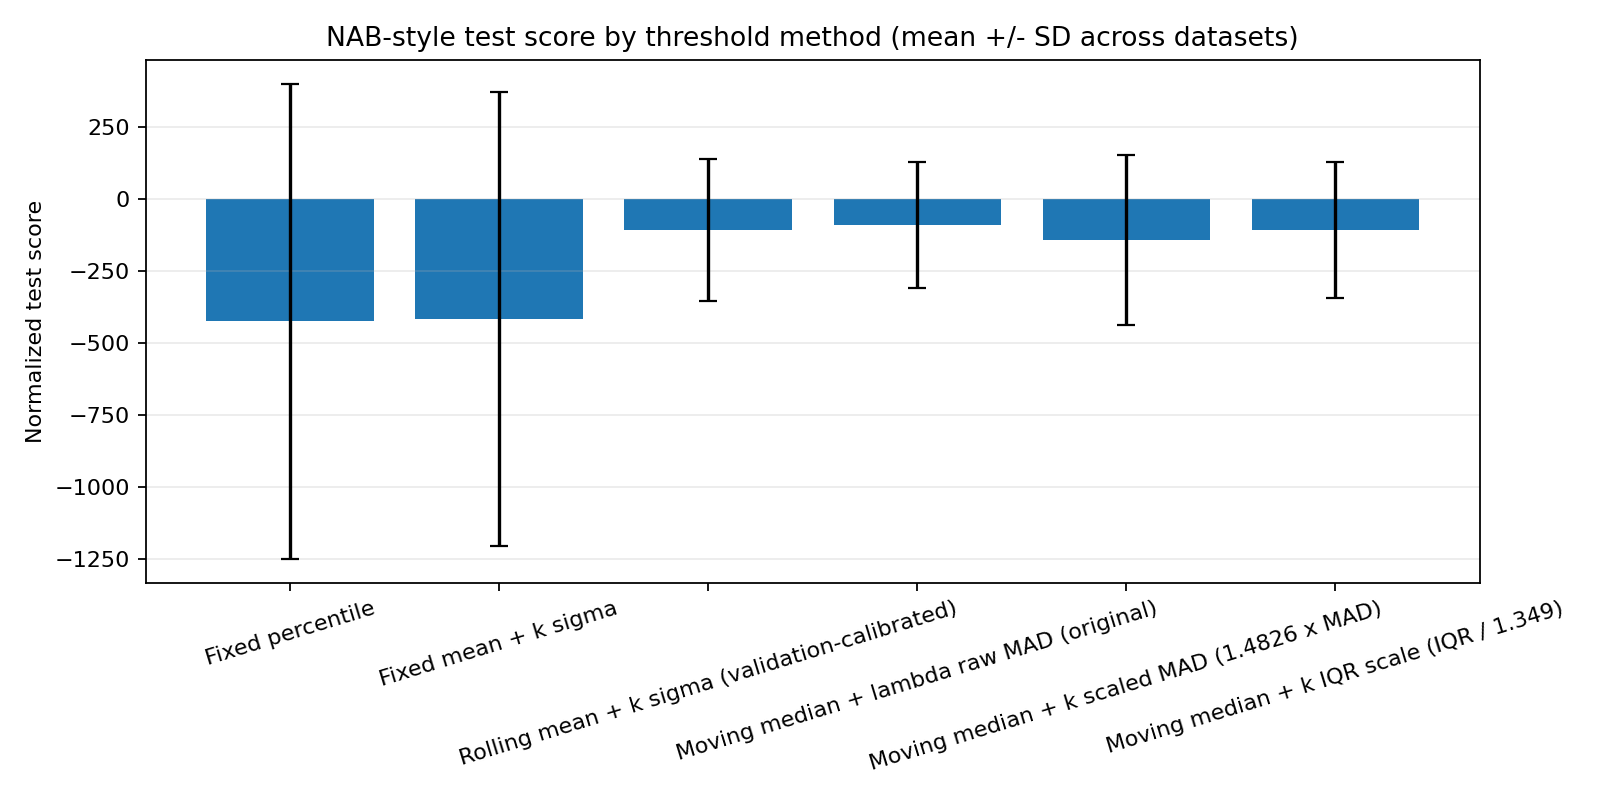 NAB-style test score by threshold method (mean +/- SD across datasets)
Normalized test score
250
0
−250
−500
−750
−1000
−1250
Fixed percentile
Fixed mean + k sigma
Rolling mean + k sigma (validation-calibrated)
Moving median + lambda raw MAD (original)
Moving median + k scaled MAD (1.4826 x MAD)
Moving median + k IQR scale (IQR / 1.349)